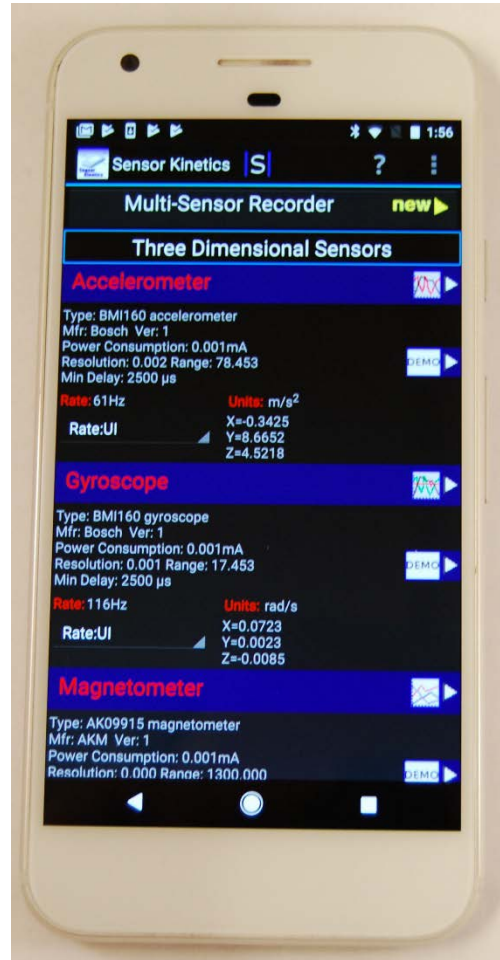 1:56
Sensor Kinetics |S| ?
Multi-Sensor Recorder new
Three Dimensional Sensors
Accelerometer
Type: BMI160 accelerometer
Mfr: Bosch Ver: 1
Power Consumption: 0.001mA
Resolution: 0.002 Range: 78.453
DEMO
Min Delay: 2500 µs
Rate: 61Hz Units: m/s²
X=-0.3425
Rate:UI
Y=8.6652
Z=4.5218
Gyroscope
Type: BMI160 gyroscope
Mfr: Bosch Ver: 1
Power Consumption: 0.001mA
Resolution: 0.001 Range: 17.453
DEMO
Min Delay: 2500 µs
Rate: 116Hz Units: rad/s
X=0.0723
Rate:UI
Y=0.0023
Z=-0.0085
Magnetometer
Type: AK09915 magnetometer
Mfr: AKM Ver: 1
Power Consumption: 0.001mA
Resolution: 0.000 Range: 1300.000
DEMO